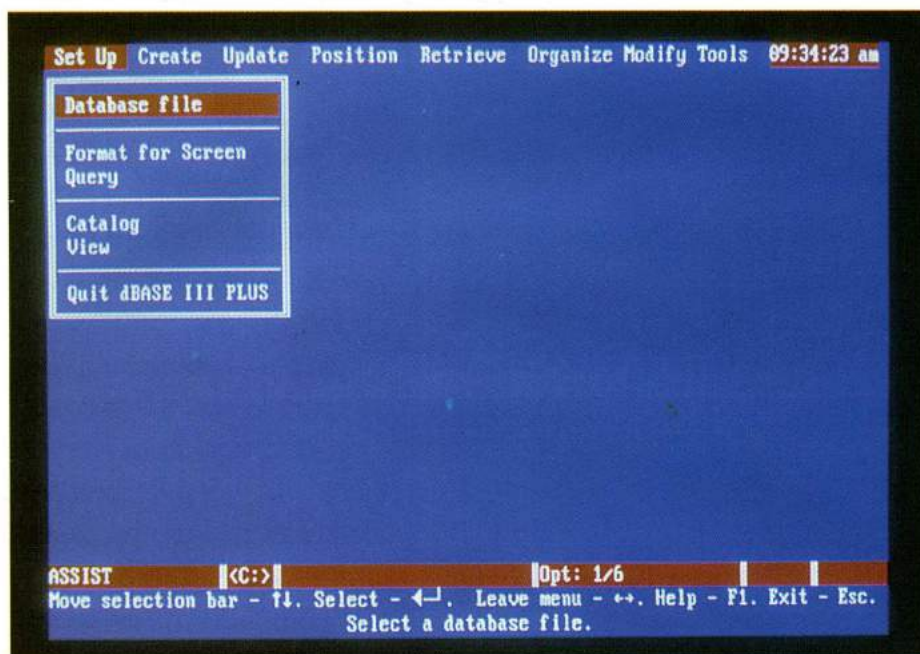 Set Up Create Update Position Retrieve Organize Modify Tools 09:34:23 am
Database file
Format for Screen
Query
Catalog
View
Quit dBASE III PLUS
ASSIST <C:> Opt: 1/6
Move selection bar - ↑↓. Select - ←┘. Leave menu - ↔. Help - F1. Exit - Esc.
Select a database file.